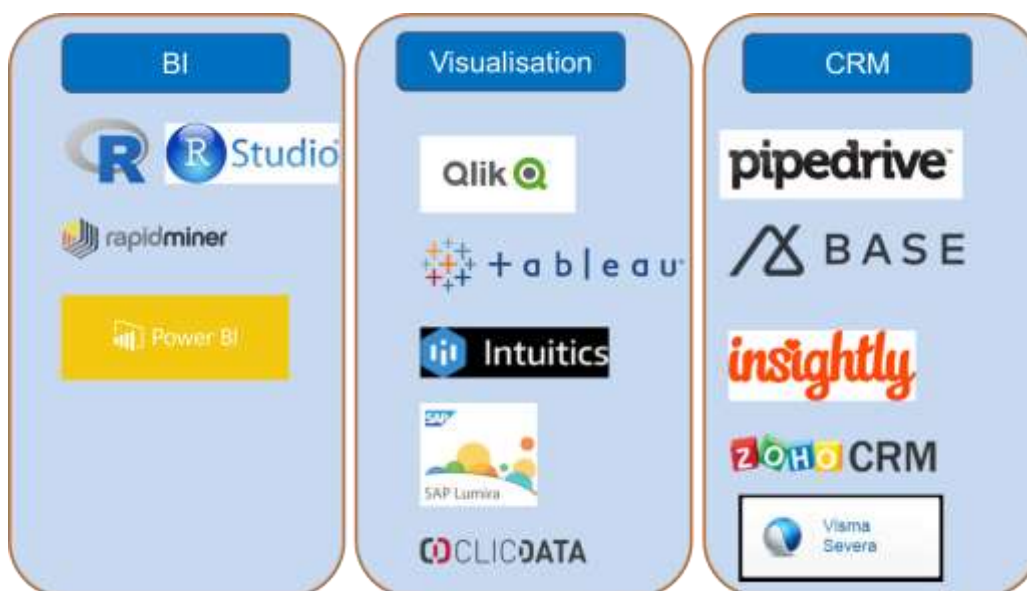 BI
R
R Studio
rapidminer
Power BI
Visualisation
Qlik
+ableau
Intuitics
SAP
SAP Lumira
CLICDATA
CRM
pipedrive
BASE
insightly
ZOHO CRM
Visma
Severa